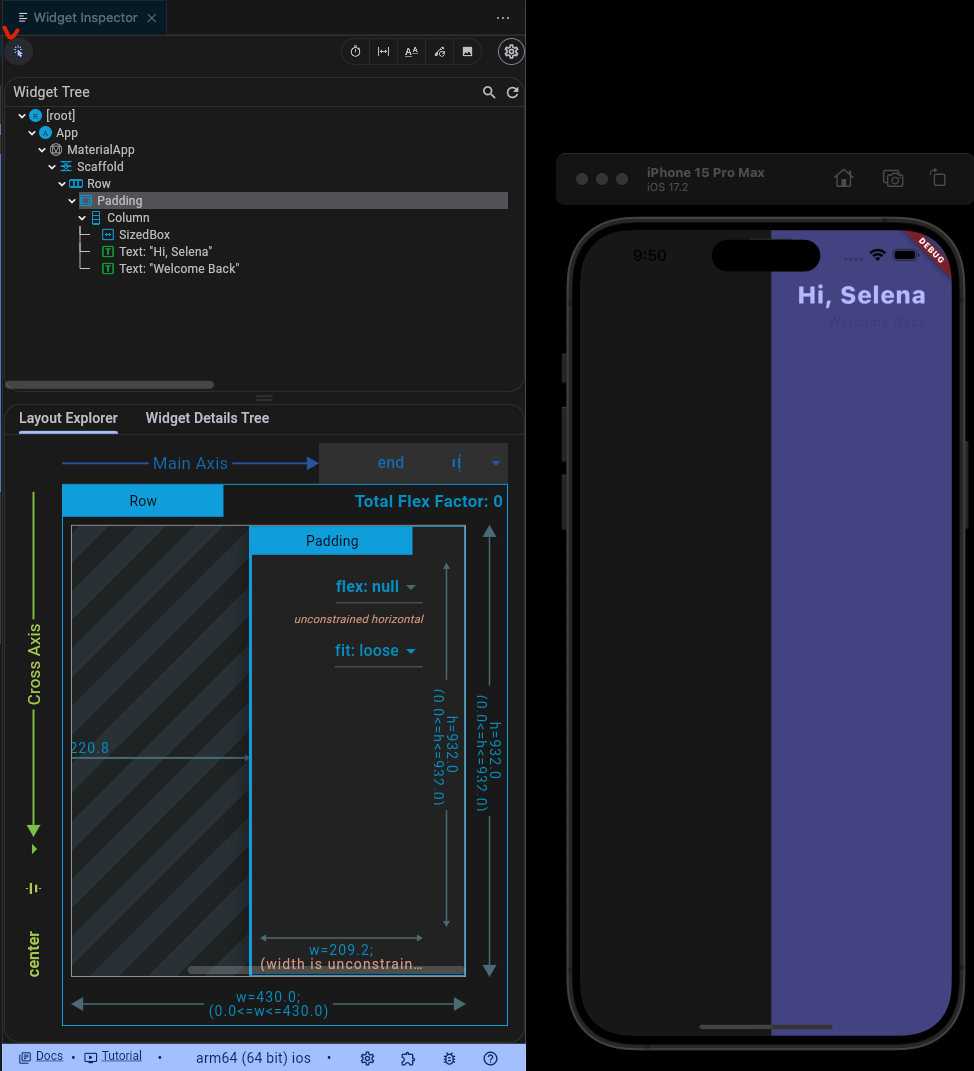 Widget Inspector
Widget Tree
[root]
App
MaterialApp
Scaffold
Row
Padding
Column
SizedBox
Text: "Hi, Selena"
Text: "Welcome Back"
Layout Explorer
Widget Details Tree
Main Axis
end
Row
Total Flex Factor: 0
Padding
flex: null
unconstrained horizontal
fit: loose
Cross Axis
center
220.8
h=932.0
(0.0<=h<=932.0)
h=932.0
(0.0<=h<=932.0)
w=209.2;
(width is unconstrain…
w=430.0;
(0.0<=w<=430.0)
Docs • Tutorial • arm64 (64 bit) ios •
iPhone 15 Pro Max
iOS 17.2
9:50
DEBUG
Hi, Selena
Welcome Back